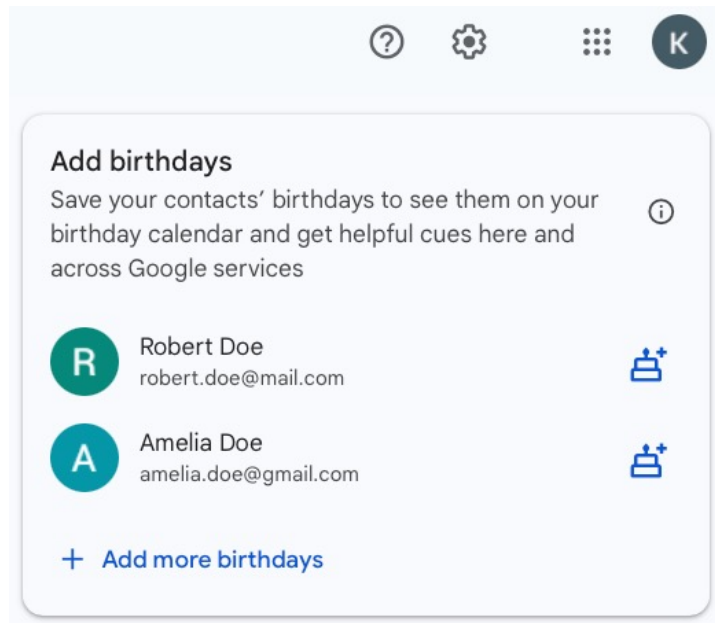 K
Add birthdays
Save your contacts’ birthdays to see them on your
birthday calendar and get helpful cues here and
across Google services
R
Robert Doe
robert.doe@mail.com
A
Amelia Doe
amelia.doe@gmail.com
+ Add more birthdays